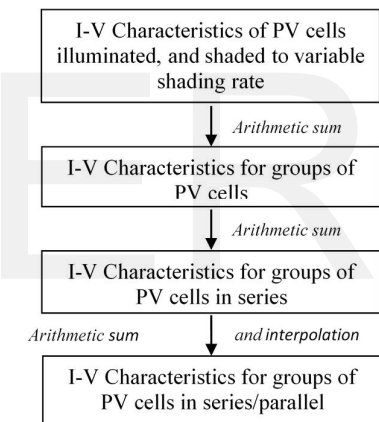 I-V Characteristics of PV cells
illuminated, and shaded to variable
shading rate
Arithmetic sum
I-V Characteristics for groups of
PV cells
Arithmetic sum
I-V Characteristics for groups of
PV cells in series
Arithmetic sum and interpolation
I-V Characteristics for groups of
PV cells in series/parallel